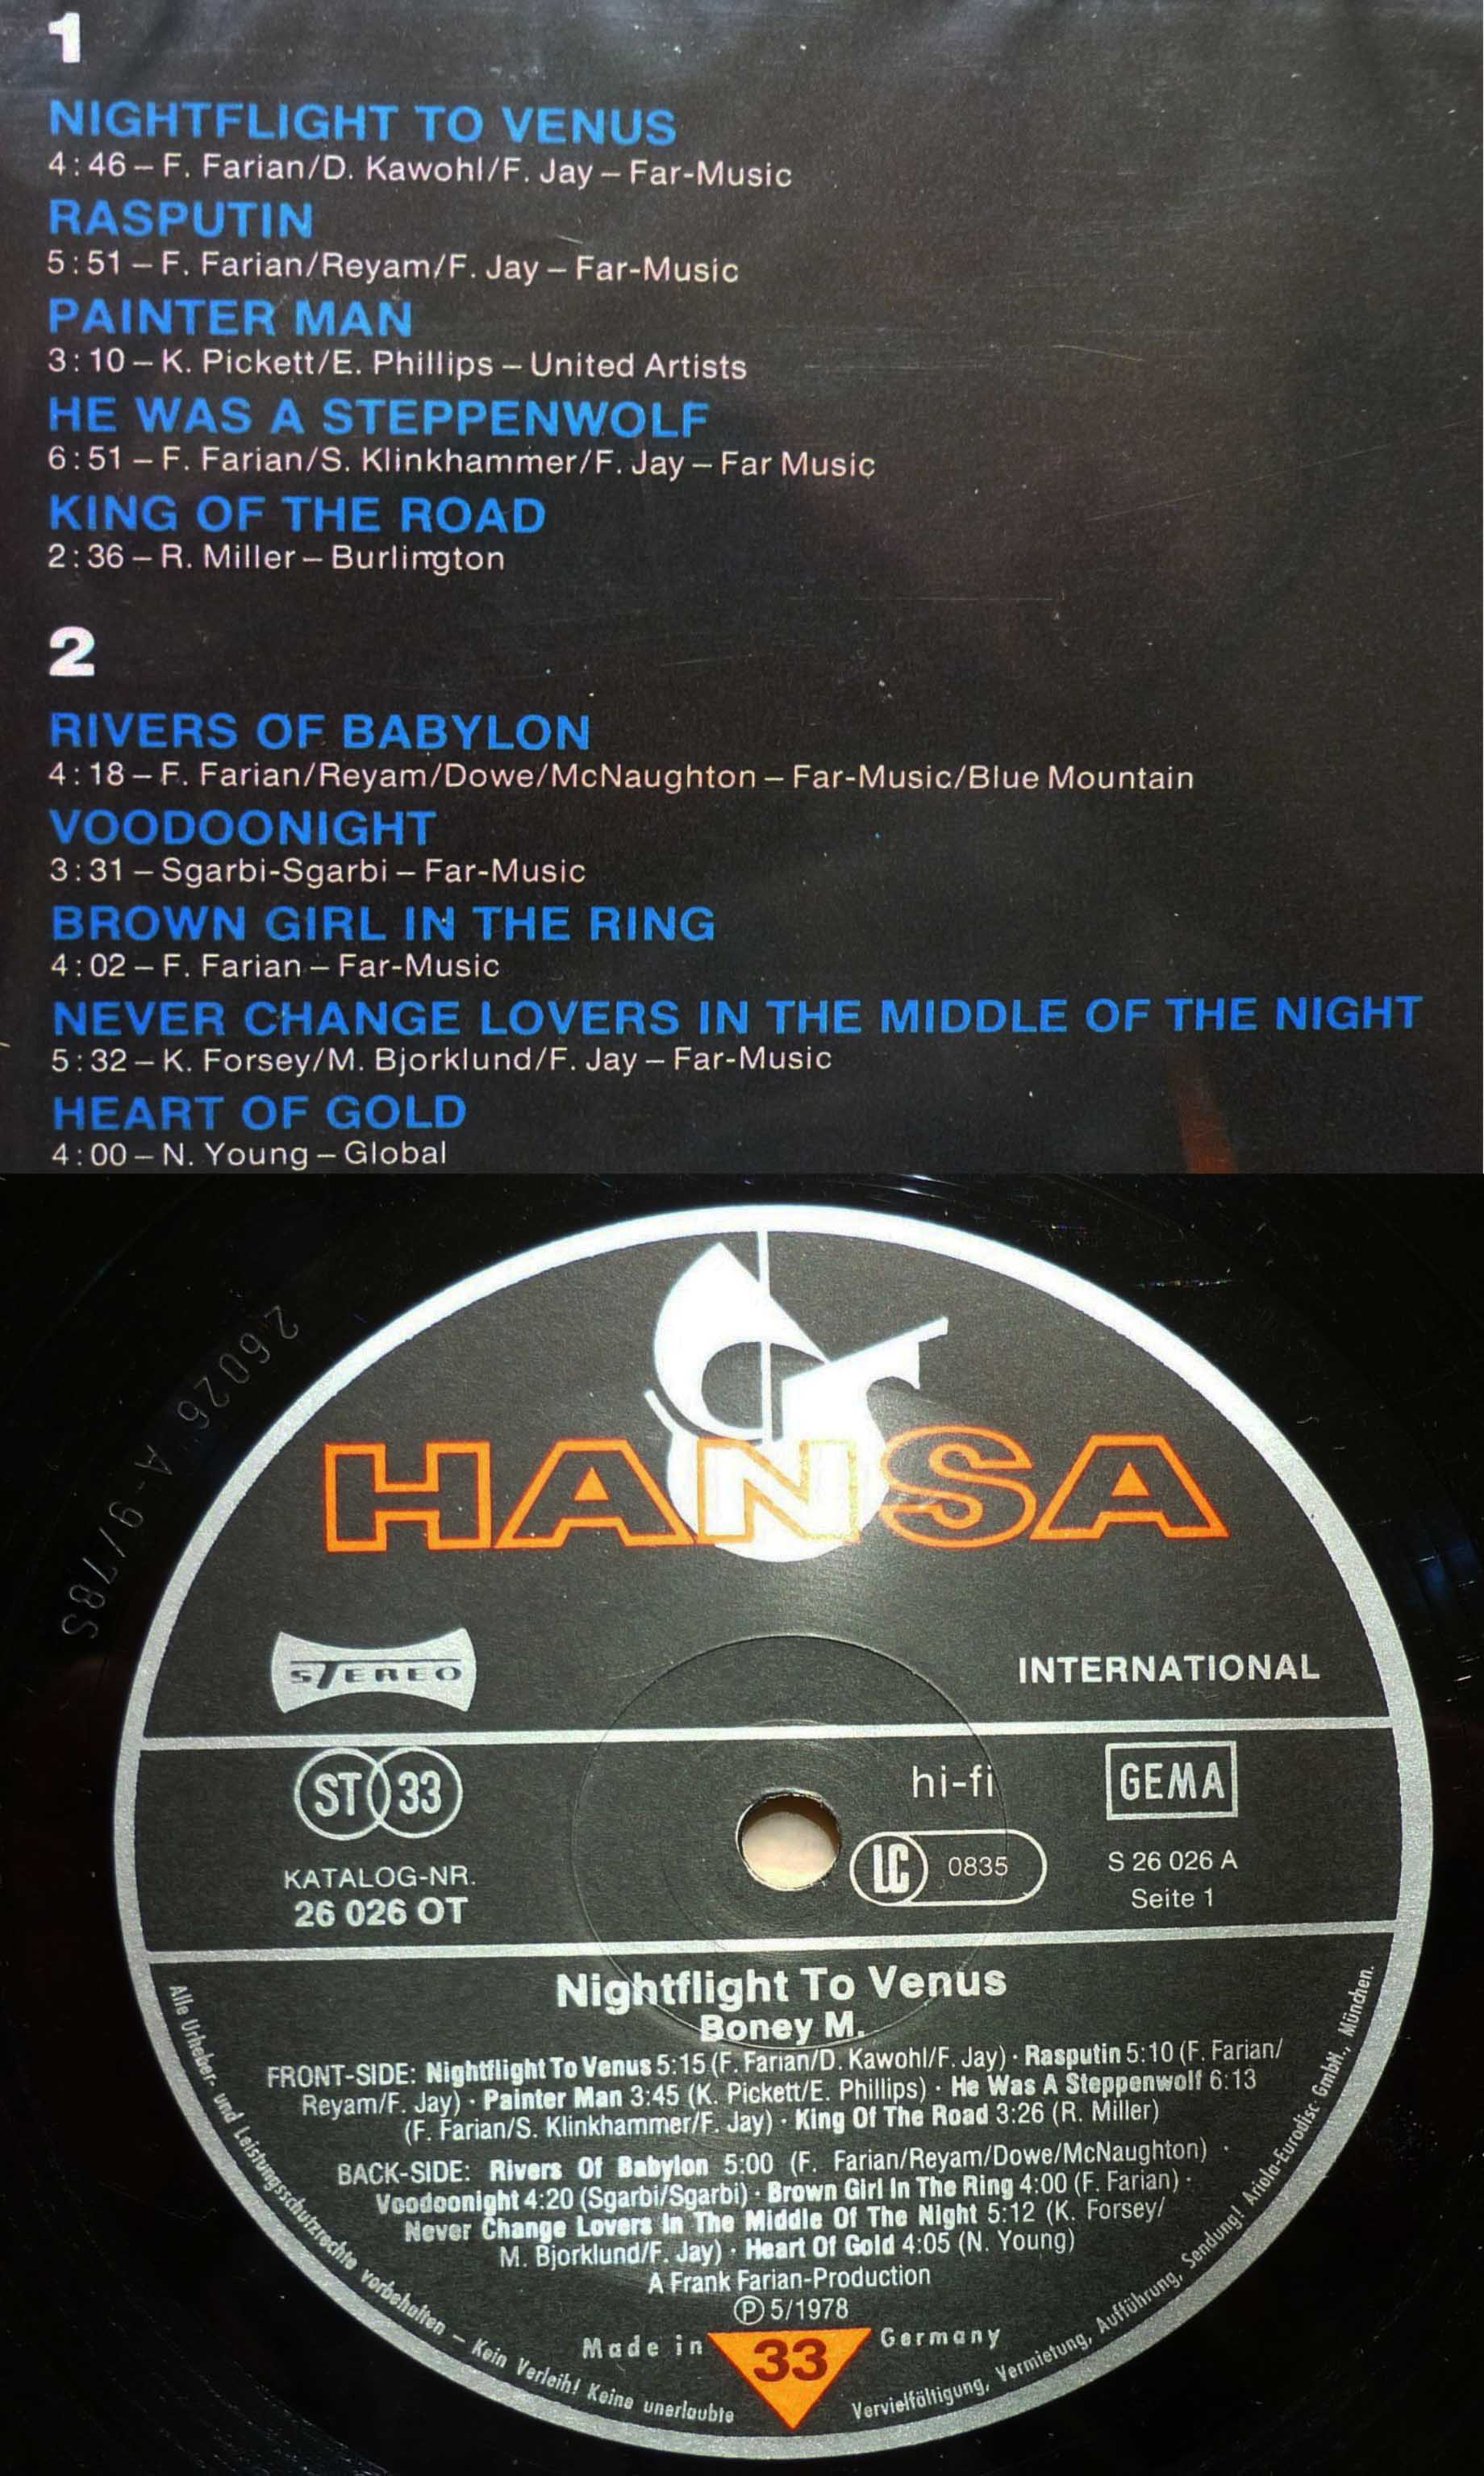 1
NIGHTFLIGHT TO VENUS
4:46 – F. Farian/D. Kawohl/F. Jay – Far-Music
RASPUTIN
5:51 – F. Farian/Reyam/F. Jay – Far-Music
PAINTER MAN
3:10 – K. Pickett/E. Phillips – United Artists
HE WAS A STEPPENWOLF
6:51 – F. Farian/S. Klinkhammer/F. Jay – Far Music
KING OF THE ROAD
2:36 – R. Miller – Burlington
2
RIVERS OF BABYLON
4:18 – F. Farian/Reyam/Dowe/McNaughton – Far-Music/Blue Mountain
VOODOONIGHT
3:31 – Sgarbi-Sgarbi – Far-Music
BROWN GIRL IN THE RING
4:02 – F. Farian – Far-Music
NEVER CHANGE LOVERS IN THE MIDDLE OF THE NIGHT
5:32 – K. Forsey/M. Bjorklund/F. Jay – Far-Music
HEART OF GOLD
4:00 – N. Young – Global
26026 A-9/78S
HANSA
STEREO
INTERNATIONAL
ST 33
hi-fi
GEMA
KATALOG-NR.
26 026 OT
LC 0835
S 26 026 A
Seite 1
Nightflight To Venus
Boney M.
FRONT-SIDE: Nightflight To Venus 5:15 (F. Farian/D. Kawohl/F. Jay) · Rasputin 5:10 (F. Farian/
Reyam/F. Jay) · Painter Man 3:45 (K. Pickett/E. Phillips) · He Was A Steppenwolf 6:13
(F. Farian/S. Klinkhammer/F. Jay) · King Of The Road 3:26 (R. Miller)
BACK-SIDE: Rivers Of Babylon 5:00 (F. Farian/Reyam/Dowe/McNaughton) ·
Voodoonight 4:20 (Sgarbi/Sgarbi) · Brown Girl In The Ring 4:00 (F. Farian) ·
Never Change Lovers In The Middle Of The Night 5:12 (K. Forsey/
M. Bjorklund/F. Jay) · Heart Of Gold 4:05 (N. Young)
A Frank Farian-Production
Ⓟ 5/1978
Made in 33 Germany
Alle Urheber- und Leistungsschutzrechte vorbehalten – Kein Verleih! Keine unerlaubte Vervielfältigung, Vermietung, Aufführung, Sendung! Ariola-Eurodisc GmbH., München.